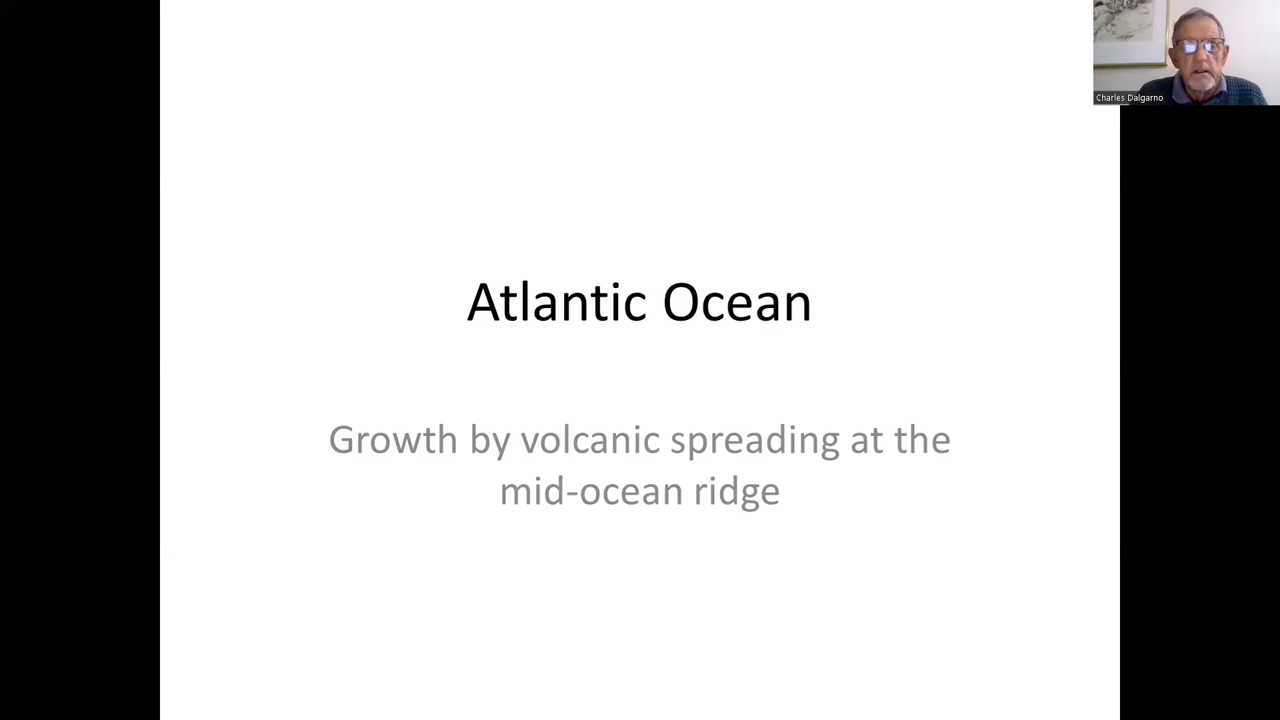 Charles Dalgarno
Atlantic Ocean
Growth by volcanic spreading at the
mid-ocean ridge